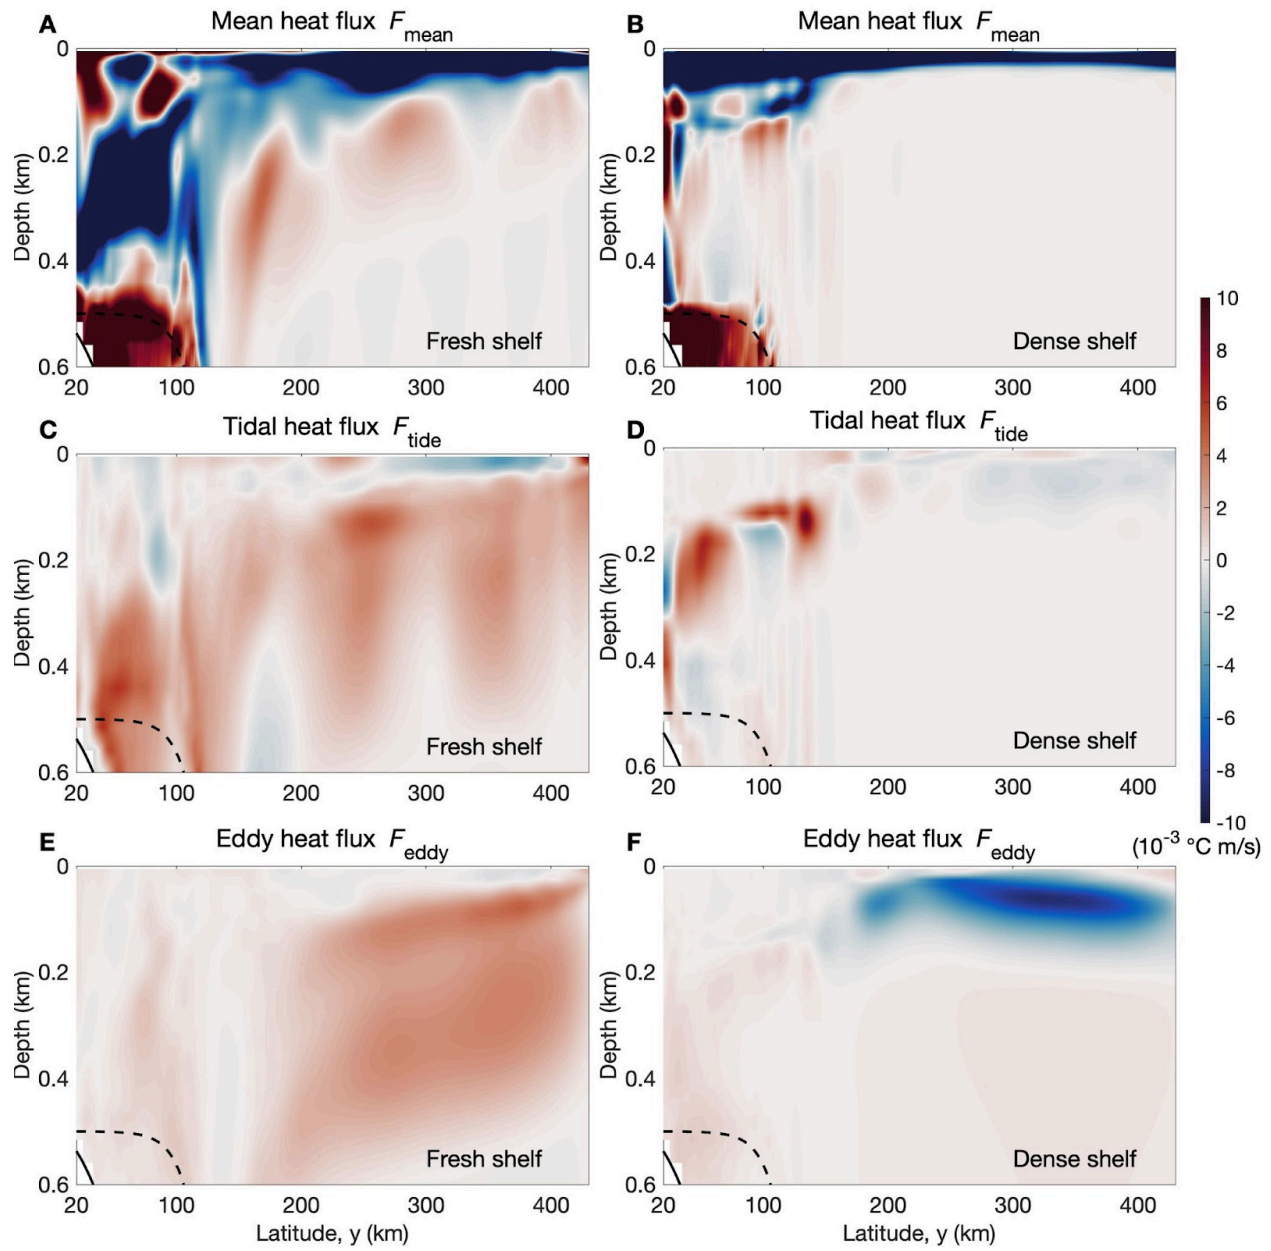 A
Mean heat flux F mean
0
0.2
0.4
0.6
Depth (km)
20 100 200 300 400
Fresh shelf
B
Mean heat flux F mean
0
0.2
0.4
0.6
Depth (km)
20 100 200 300 400
Dense shelf
C
Tidal heat flux F tide
0
0.2
0.4
0.6
Depth (km)
20 100 200 300 400
Fresh shelf
D
Tidal heat flux F tide
0
0.2
0.4
0.6
Depth (km)
20 100 200 300 400
Dense shelf
10
8
6
4
2
0
-2
-4
-6
-8
-10
(10-3 °C m/s)
E
Eddy heat flux F eddy
0
0.2
0.4
0.6
Depth (km)
20 100 200 300 400
Latitude, y (km)
Fresh shelf
F
Eddy heat flux F eddy
0
0.2
0.4
0.6
Depth (km)
20 100 200 300 400
Latitude, y (km)
Dense shelf